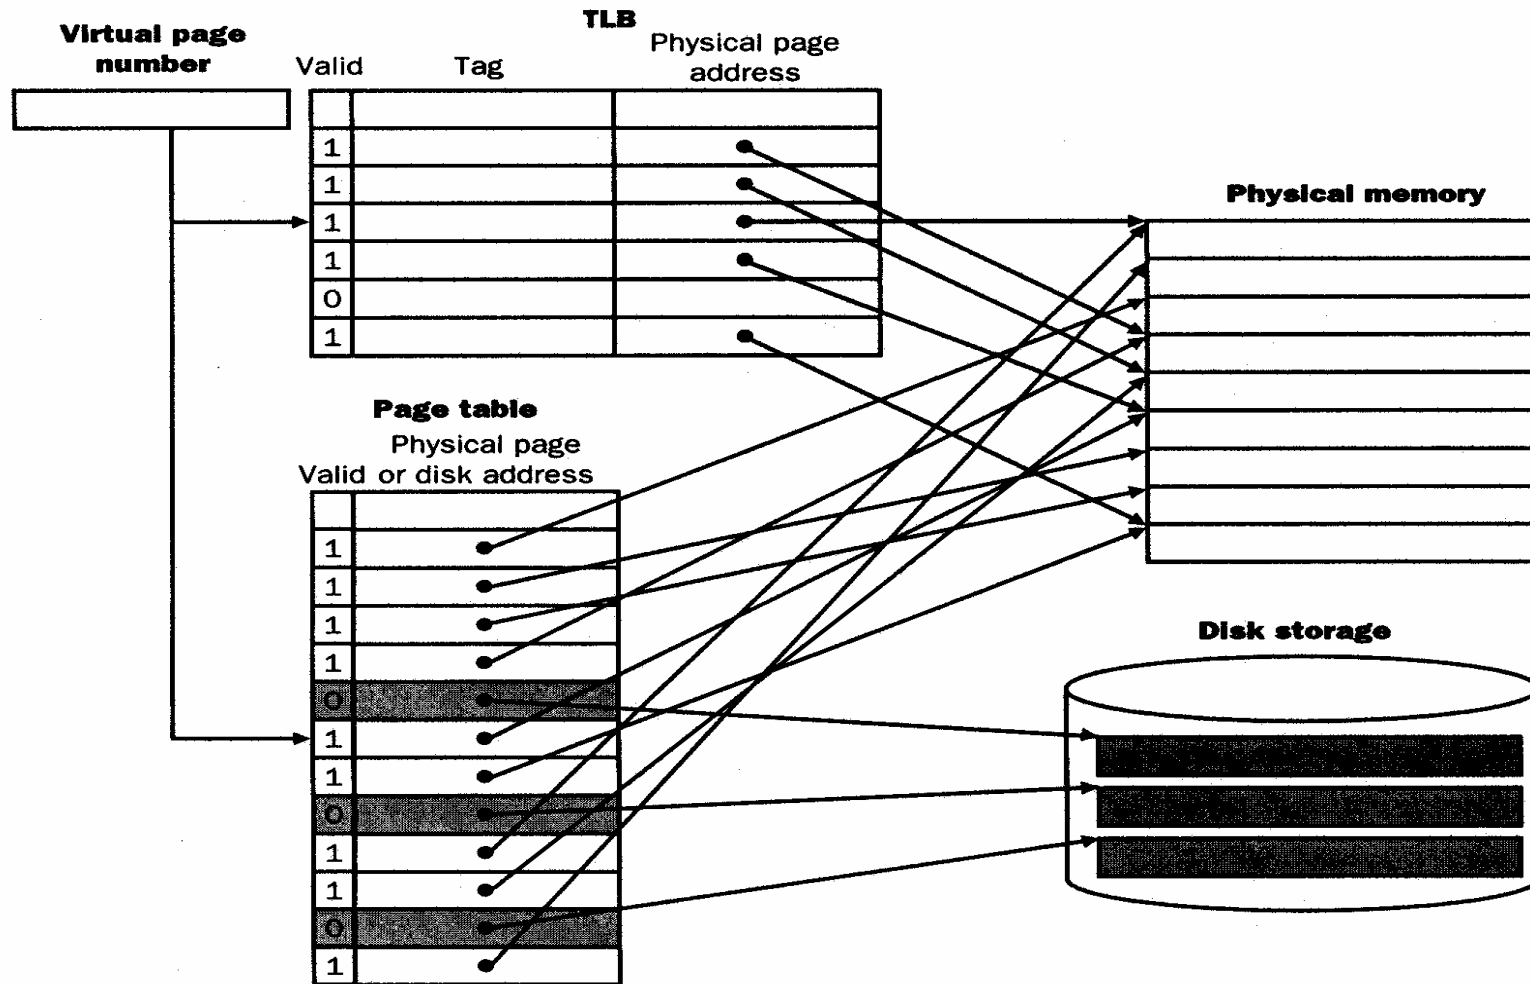 TLB
Virtual page
number
Valid
Tag
Physical page
address
1
1
1
1
0
1
Physical memory
Page table
Physical page
Valid or disk address
1
1
1
1
0
1
1
0
1
1
0
1
Disk storage